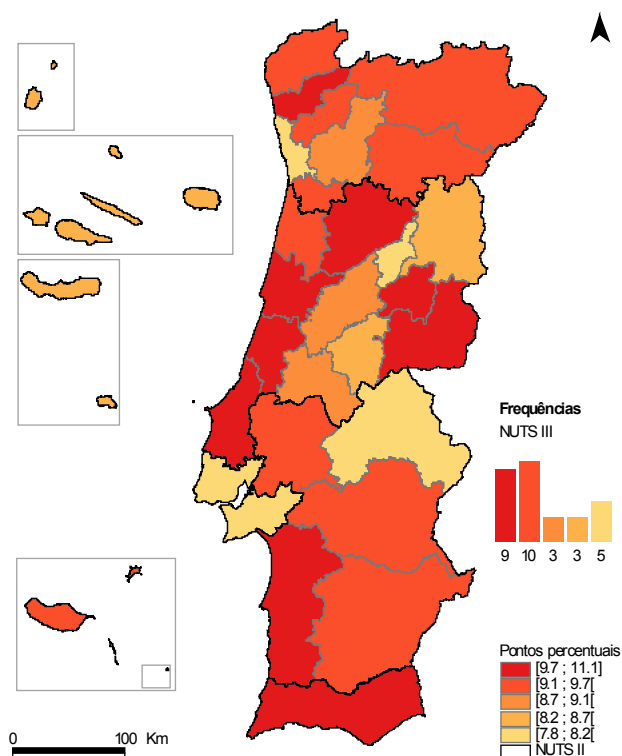 Frequências
NUTS III
9 10 3 3 5
Pontos percentuais
[9.7 ; 11.1]
[9.1 ; 9.7[
[8.7 ; 9.1[
[8.2 ; 8.7[
[7.8 ; 8.2[
NUTS II
0 100 Km